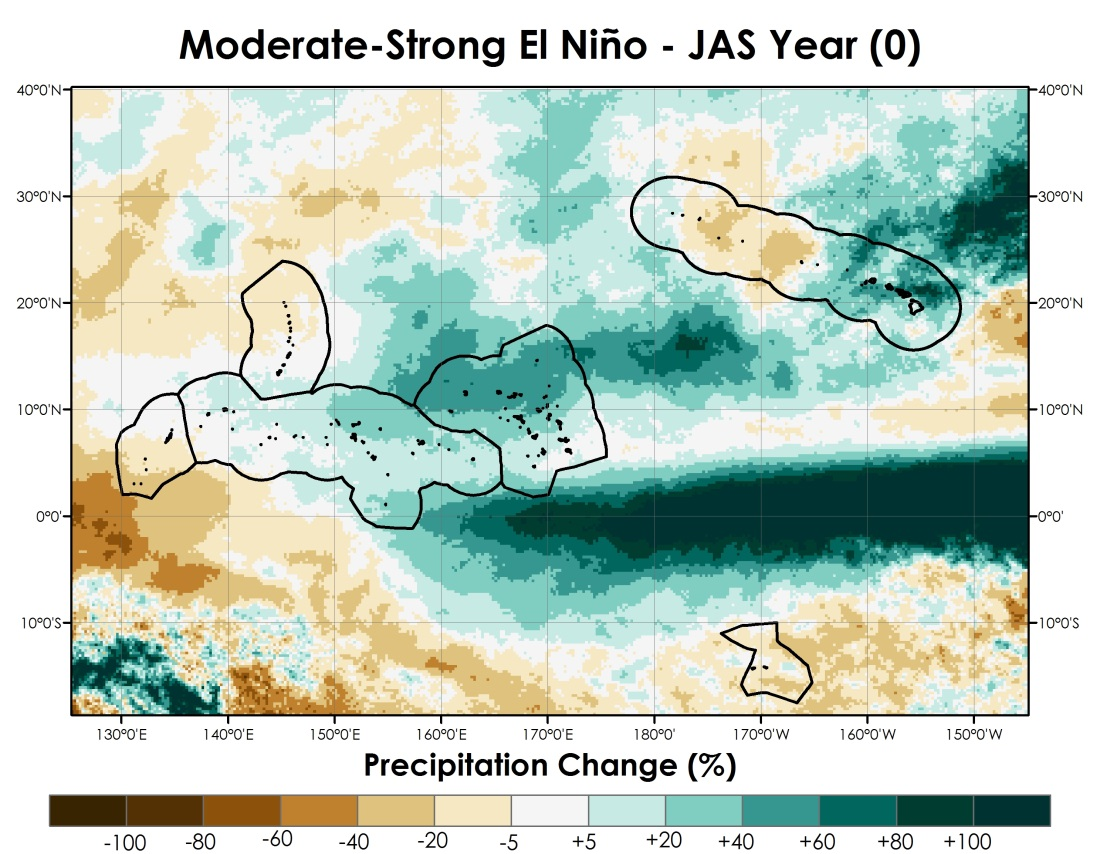 Moderate-Strong El Niño - JAS Year (0)
40°0'N 40°0'N
30°0'N 30°0'N
20°0'N 20°0'N
10°0'N 10°0'N
0°0' 0°0'
10°0'S 10°0'S
130°0'E 140°0'E 150°0'E 160°0'E 170°0'E 180°0' 170°0'W 160°0'W 150°0'W
Precipitation Change (%)
-100 -80 -60 -40 -20 -5 +5 +20 +40 +60 +80 +100